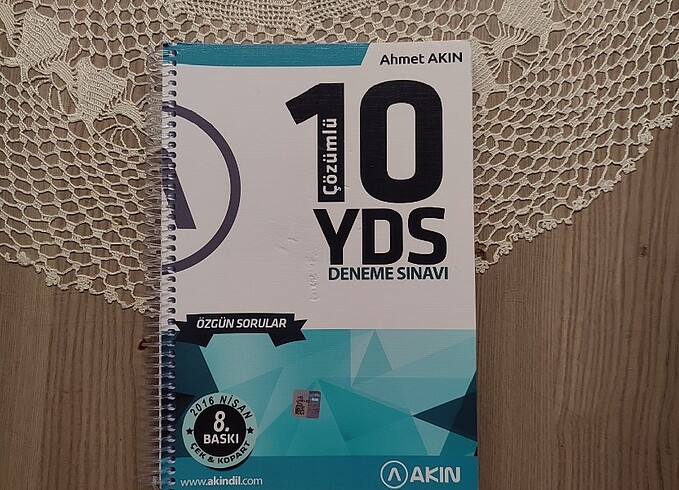 Ahmet AKIN
10
Çözümlü
YDS
DENEME SINAVI
ÖZGÜN SORULAR
2016 NİSAN
8.
BASKI
ÇEK & KOPART
www.akindil.com
AKIN